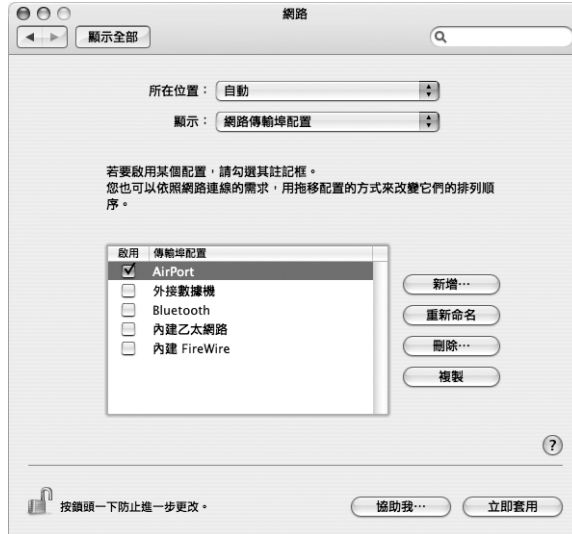 網路
顯示全部
所在位置： 自動
顯示： 網路傳輸埠配置
若要啟用某個配置，請勾選其註記框。
您也可以依照網路連線的需求，用拖移配置的方式來改變它們的排列順
序。
啟用 傳輸埠配置
AirPort
外接數據機
Bluetooth
內建乙太網路
內建 FireWire
新增⋯
重新命名
刪除⋯
複製
?
按鎖頭一下防止進一步更改。
協助我⋯ 立即套用